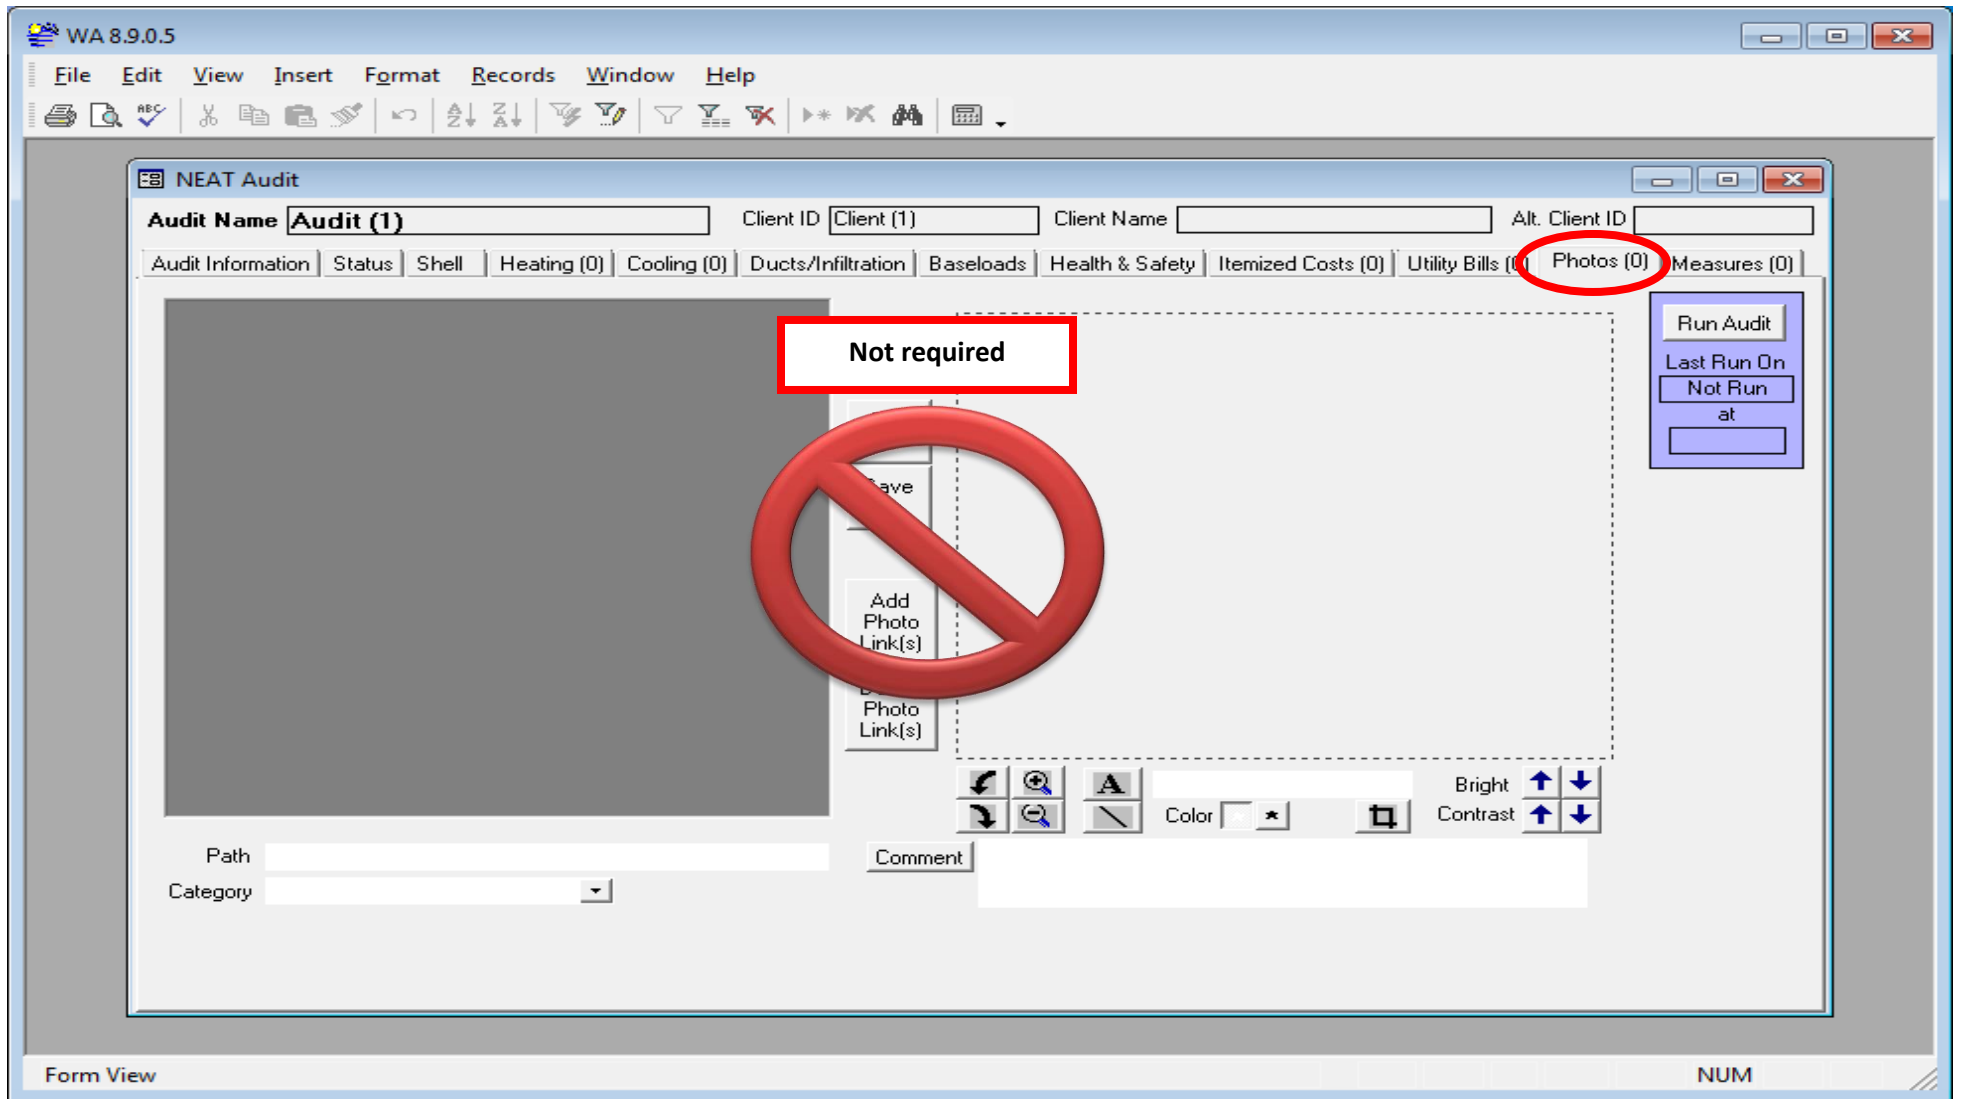 WA 8.9.0.5
File Edit View Insert Format Records Window Help
NEAT Audit
Audit Name Audit (1) Client ID Client (1) Client Name Alt. Client ID
Audit Information Status Shell Heating (0) Cooling (0) Ducts/Infiltration Baseloads Health & Safety Itemized Costs (0) Utility Bills Photos (0) Measures (0)
Not required
Run Audit
Last Run On
Not Run
at
Add
Photo
Link(s)
Photo
Link(s)
A
Bright
Color
Contrast
Path
Comment
Category
Form View NUM